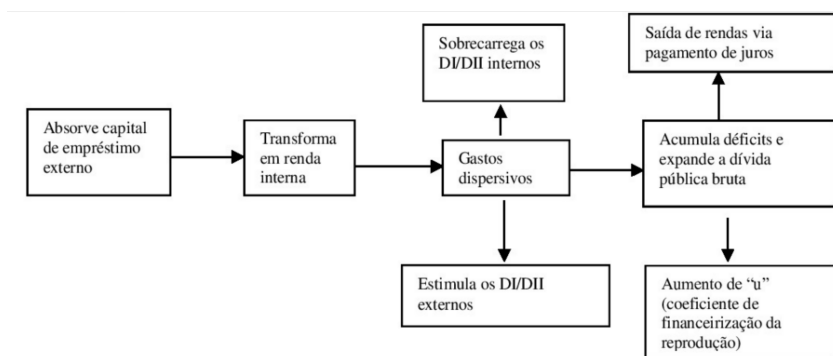 Absorve capital
de empréstimo
externo
Transforma
em renda
interna
Sobrecarrega os
DI/DII internos
Gastos
dispersivos
Estimula os DI/DII
externos
Saída de rendas via
pagamento de juros
Acumula déficits e
expande a dívida
pública bruta
Aumento de “u”
(coeficiente de
financeirização da
reprodução)